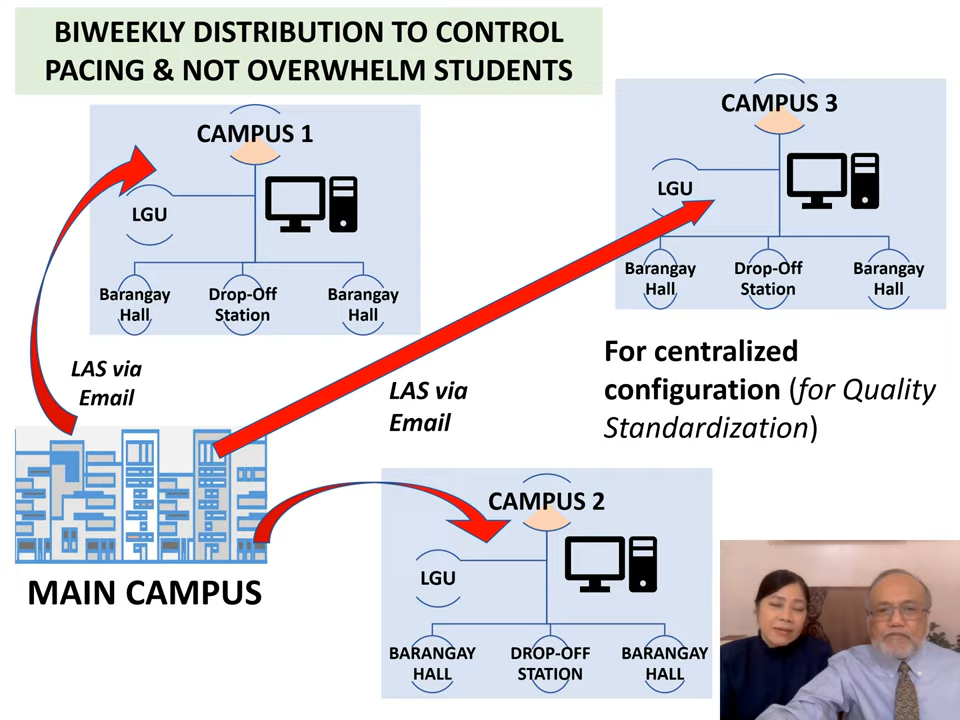 BIWEEKLY DISTRIBUTION TO CONTROL
PACING & NOT OVERWHELM STUDENTS
CAMPUS 1
LGU
Barangay
Hall
Drop-Off
Station
Barangay
Hall
CAMPUS 3
LGU
Barangay
Hall
Drop-Off
Station
Barangay
Hall
LAS via
Email
LAS via
Email
For centralized
configuration (for Quality
Standardization)
MAIN CAMPUS
CAMPUS 2
LGU
BARANGAY
HALL
DROP-OFF
STATION
BARANGAY
HALL